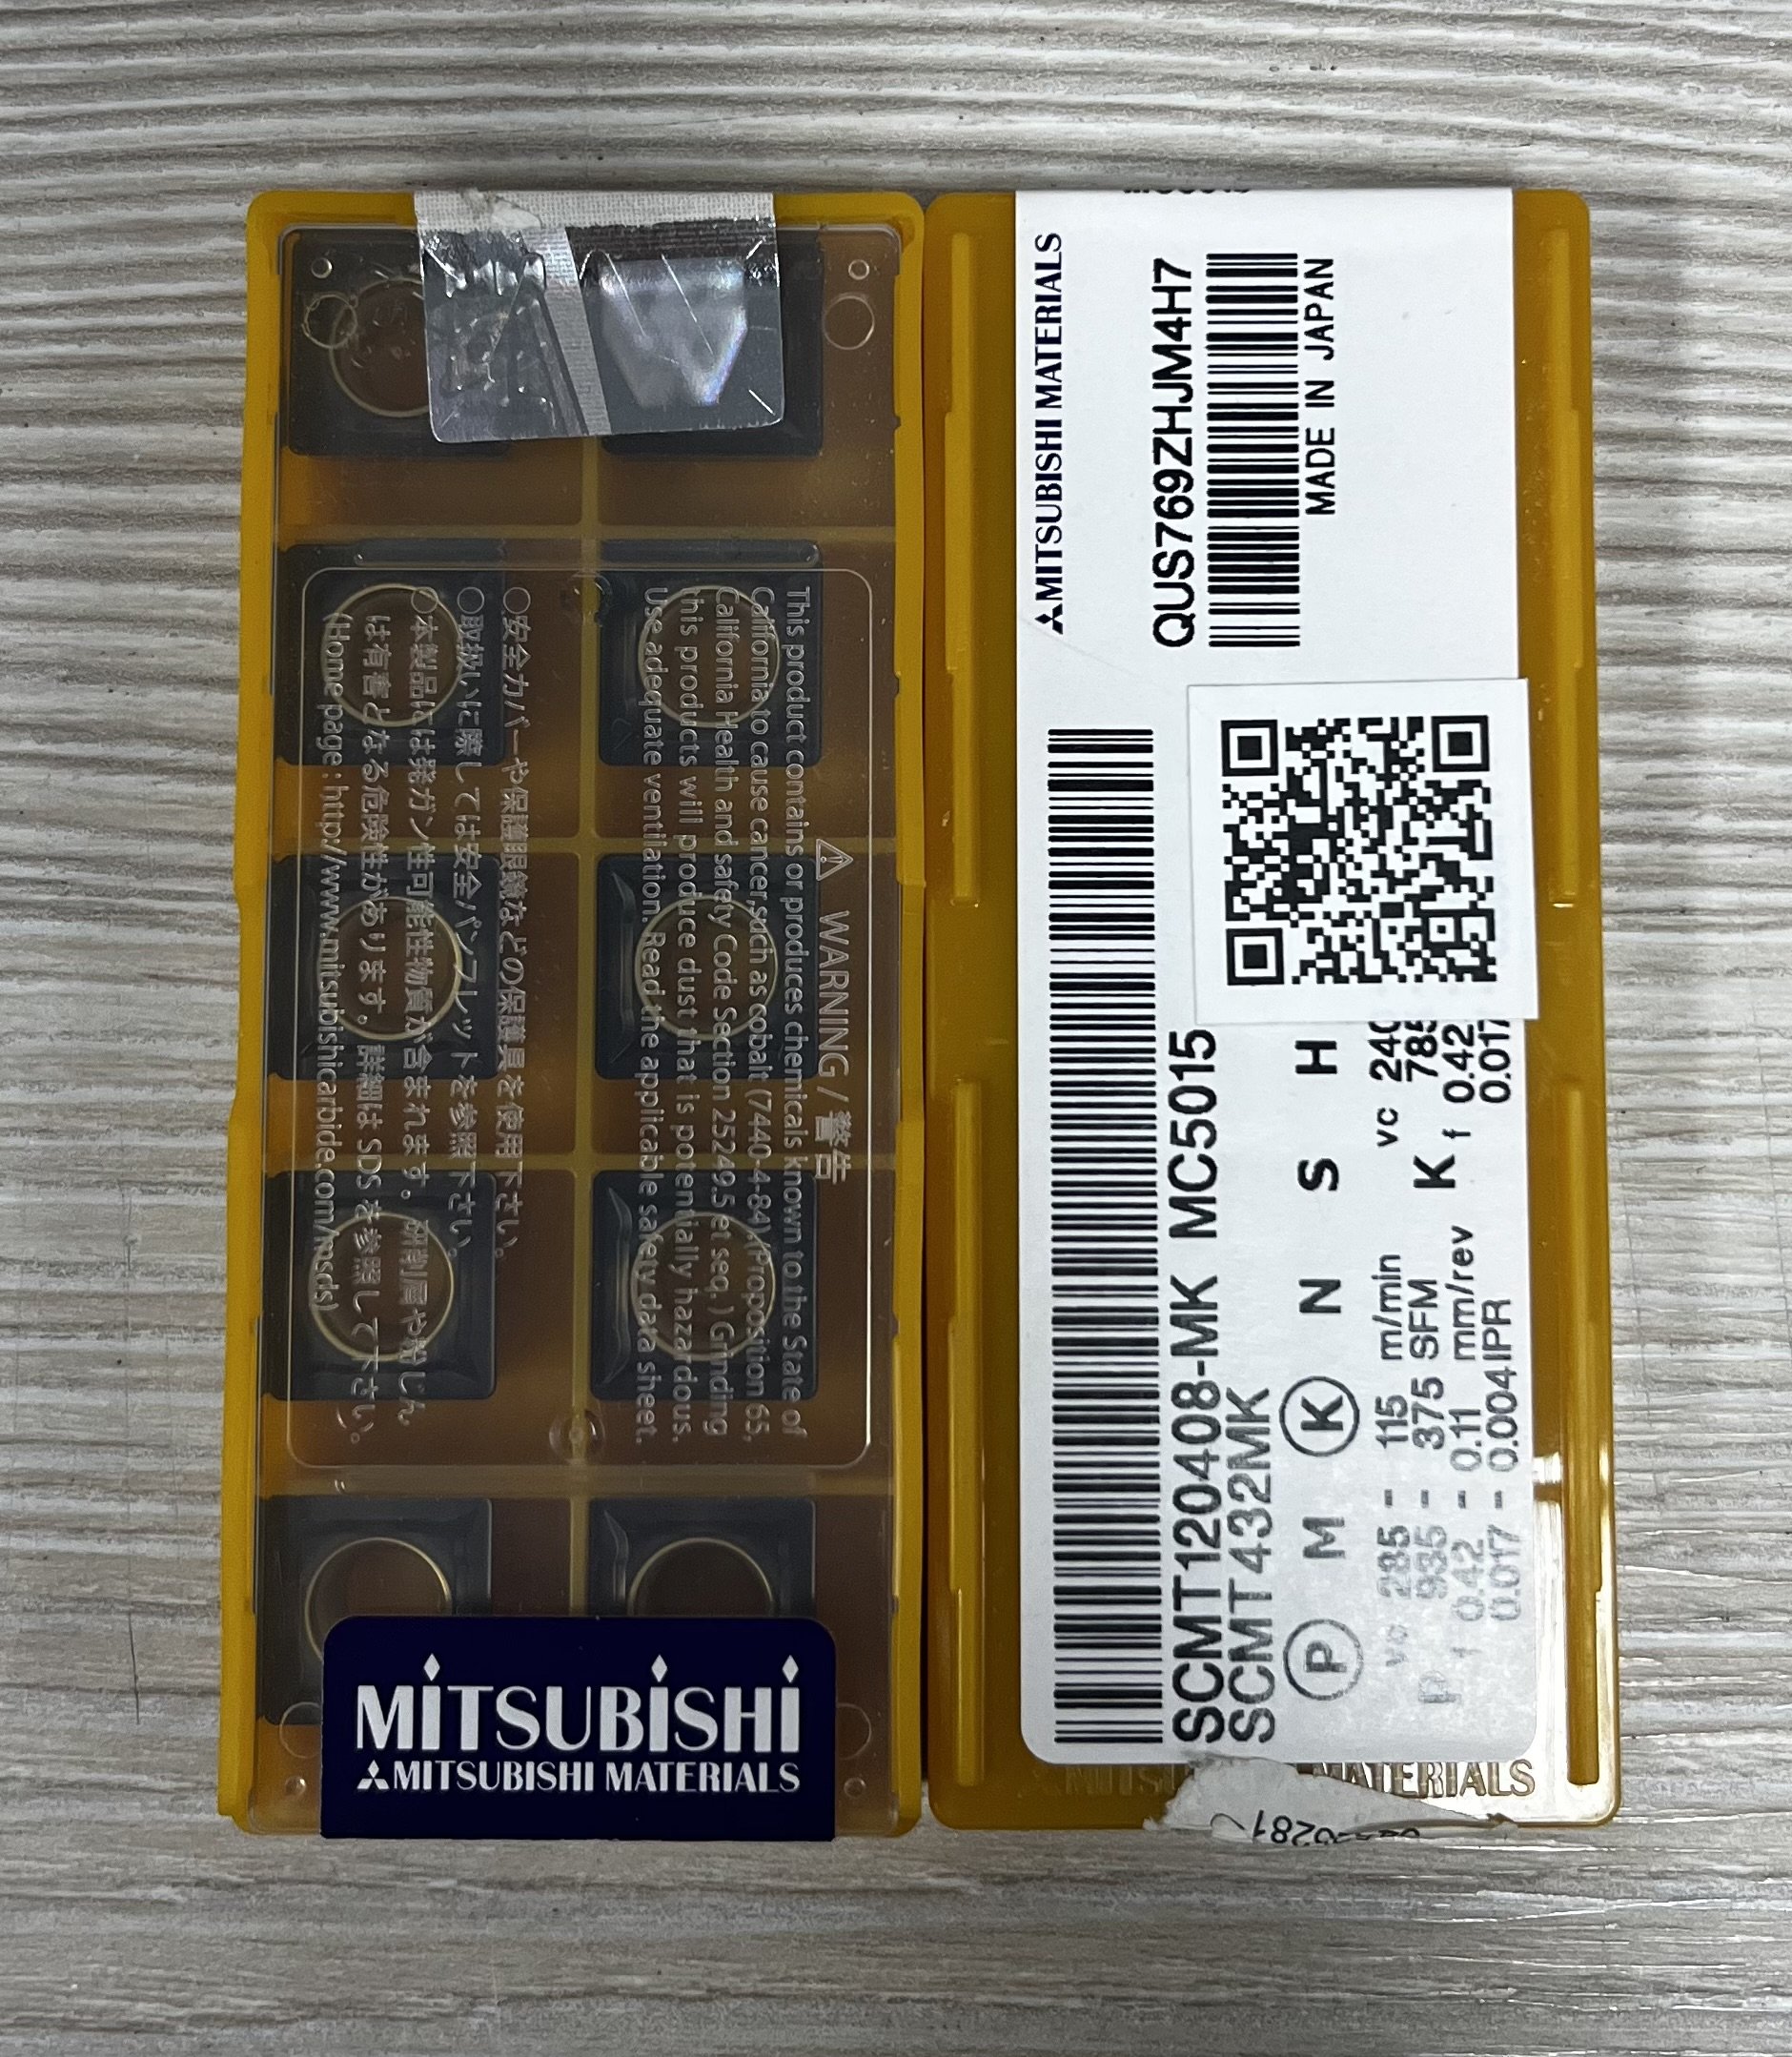 MITSUBISHI
MITSUBISHI MATERIALS
WARNING / 警告
This product contains or produces chemicals known to the State of
California to cause cancer,such as cobalt (7440-4-84) (Proposition 65,
California Health and safety Code Section 25249.5 et seq. ) Grinding
this products will produce dust that is potentially hazardous.
Use adequate ventilation. Read the applicable safety data sheet.
○安全カバーや保護眼鏡などの保護具を使用下さい。
○取扱いに際しては安全パンフレットを参照下さい。
○本製品には発ガン性可能性物質が含まれます。研削屑や粉じん
は有害となる危険性があります。詳細は SDS を参照して下さい。
(Home page : http://www.mitsubishicarbide.com/msds)
MITSUBISHI MATERIALS
QUS769ZHJM4H7
MADE IN JAPAN
SCMT120408-MK MC5015
SCMT432MK
P M K N S H
vc 285 - 115 m/min vc 240
P 935 - 375 SFM K 785
f 0.42 - 0.11 mm/rev f 0.42
0.017 - 0.004IPR 0.017
MATERIALS